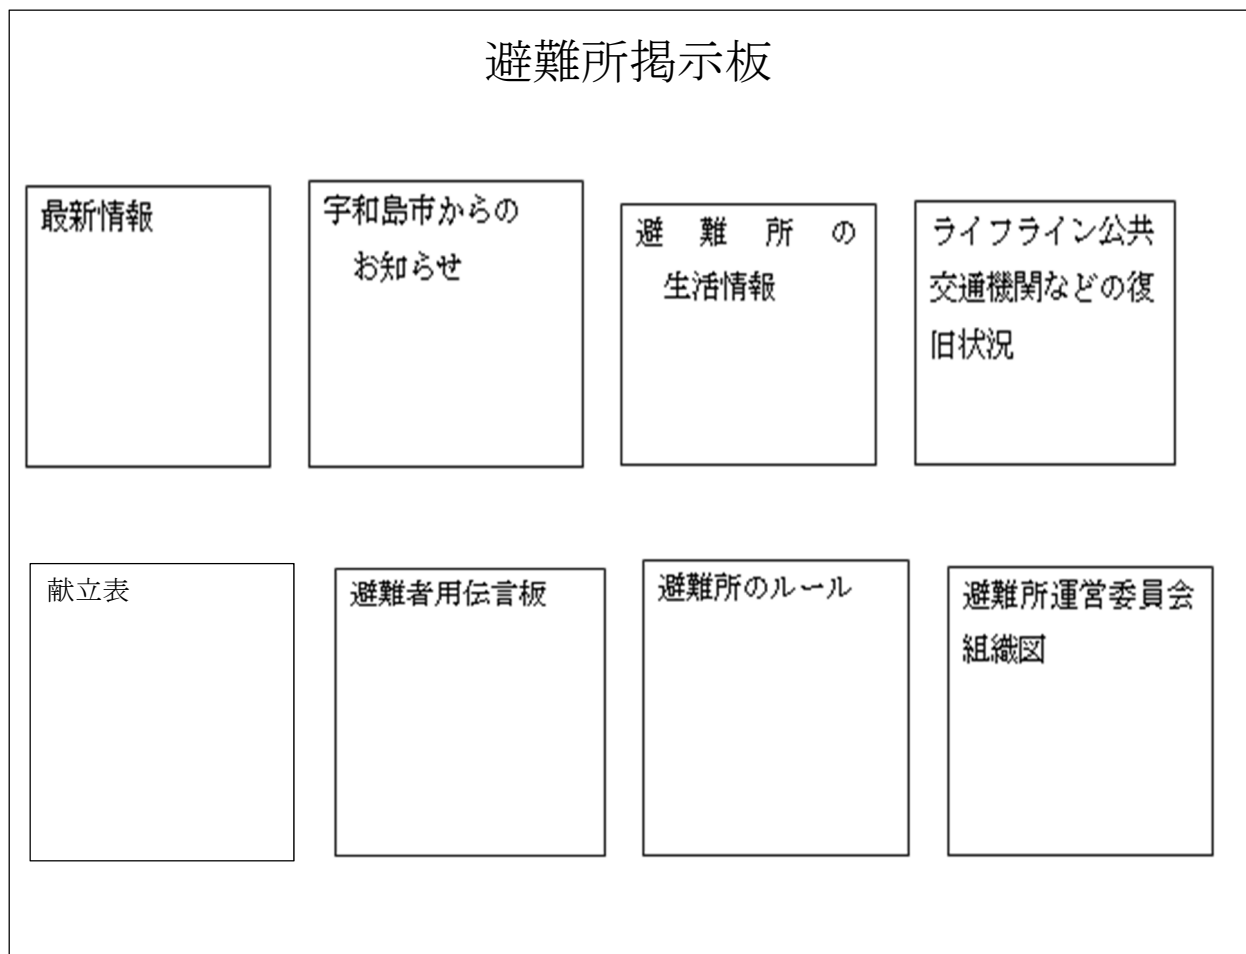 避難所掲示板
最新情報
宇和島市からの
お知らせ
避難所の
生活情報
ライフライン公共
交通機関などの復
旧状況
献立表
避難者用伝言板
避難所のルール
避難所運営委員会
組織図